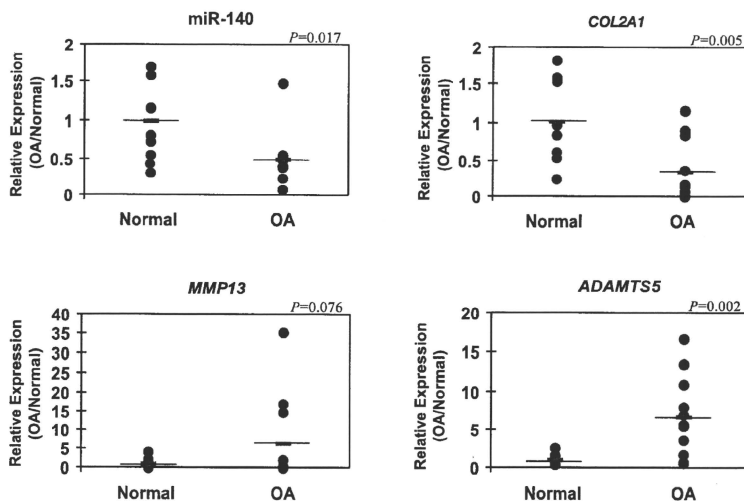 miR-140
P=0.017
Relative Expression
(OA/Normal)
2
1.5
1
0.5
0
Normal
OA
COL2A1
P=0.005
Relative Expression
(OA/Normal)
2
1.5
1
0.5
0
Normal
OA
MMP13
P=0.076
Relative Expression
(OA/Normal)
40
35
35
20
15
10
5
0
Normal
OA
ADAMTS5
P=0.002
Relative Expression
(OA/Normal)
20
15
10
5
0
Normal
OA